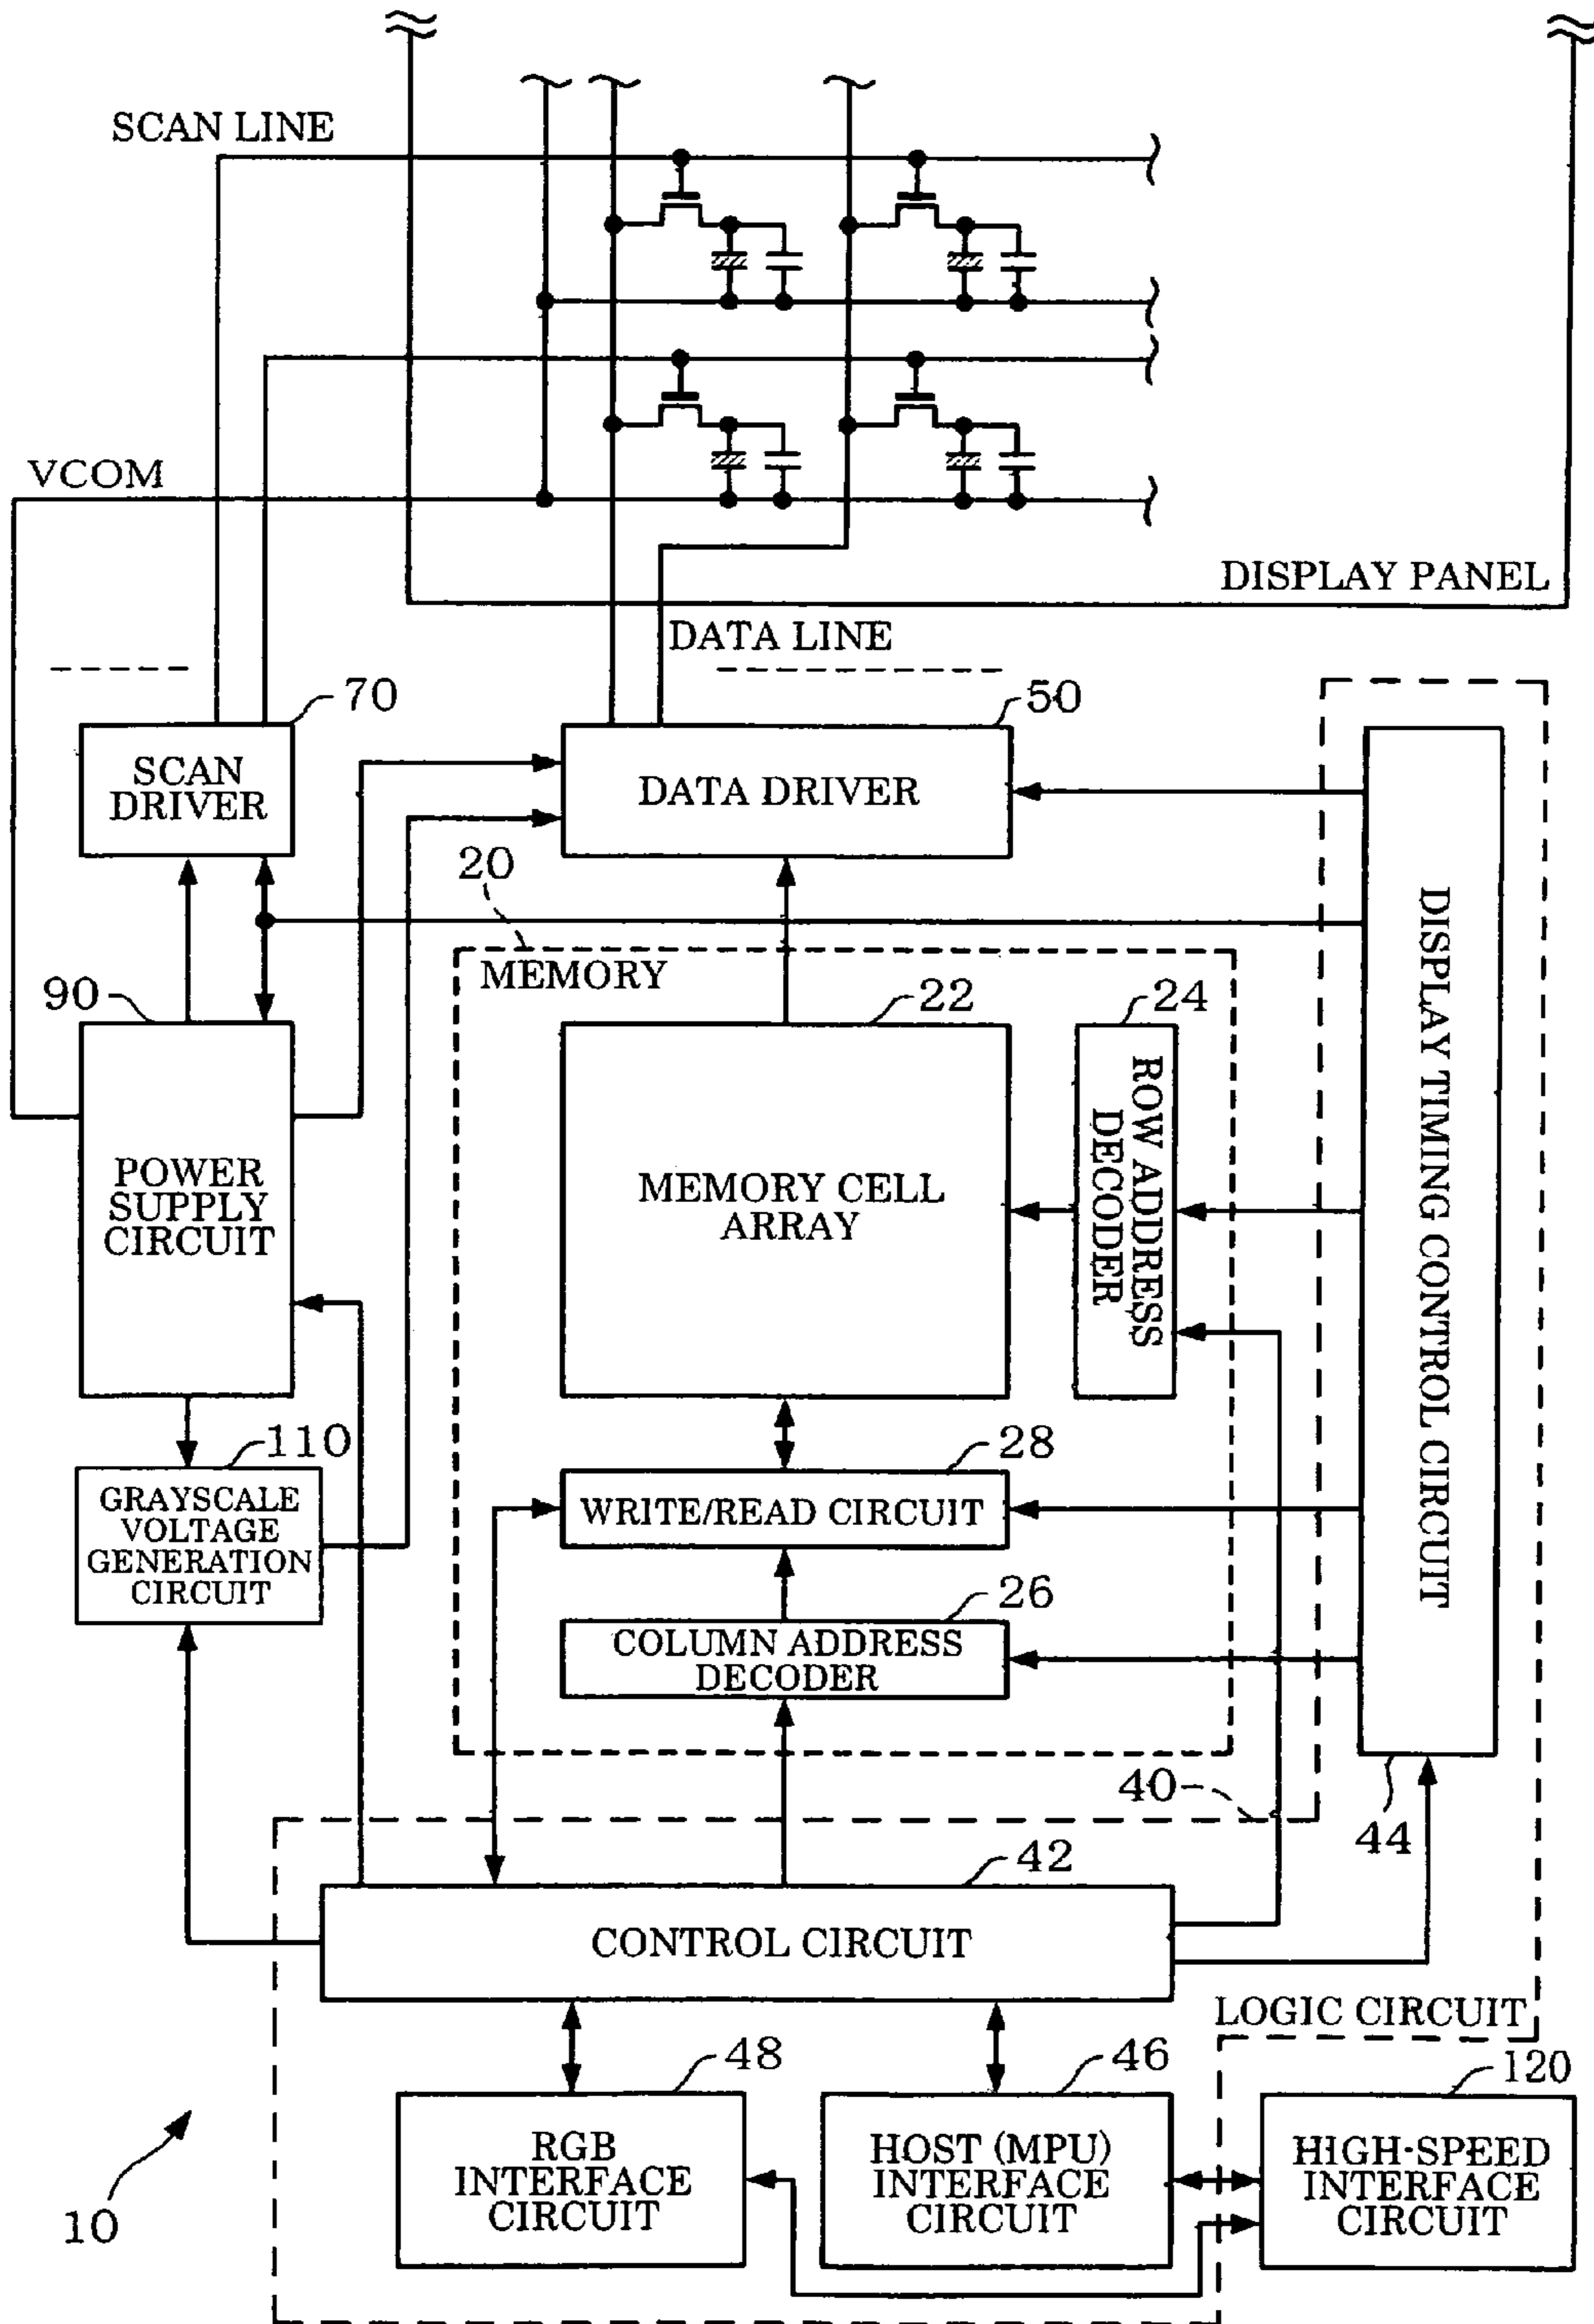 SCAN LINE
VCOM
DISPLAY PANEL
DATA LINE
70
50
SCAN
DRIVER
DATA DRIVER
20
MEMORY
90
22
24
POWER
SUPPLY
CIRCUIT
MEMORY CELL
ARRAY
ROW ADDRESS
DECODER
DISPLAY TIMING CONTROL CIRCUIT
110
28
GRAYSCALE
VOLTAGE
GENERATION
CIRCUIT
WRITE/READ CIRCUIT
26
COLUMN ADDRESS
DECODER
40
44
42
CONTROL CIRCUIT
LOGIC CIRCUIT
48
46
120
RGB
INTERFACE
CIRCUIT
HOST (MPU)
INTERFACE
CIRCUIT
HIGH-SPEED
INTERFACE
CIRCUIT
10